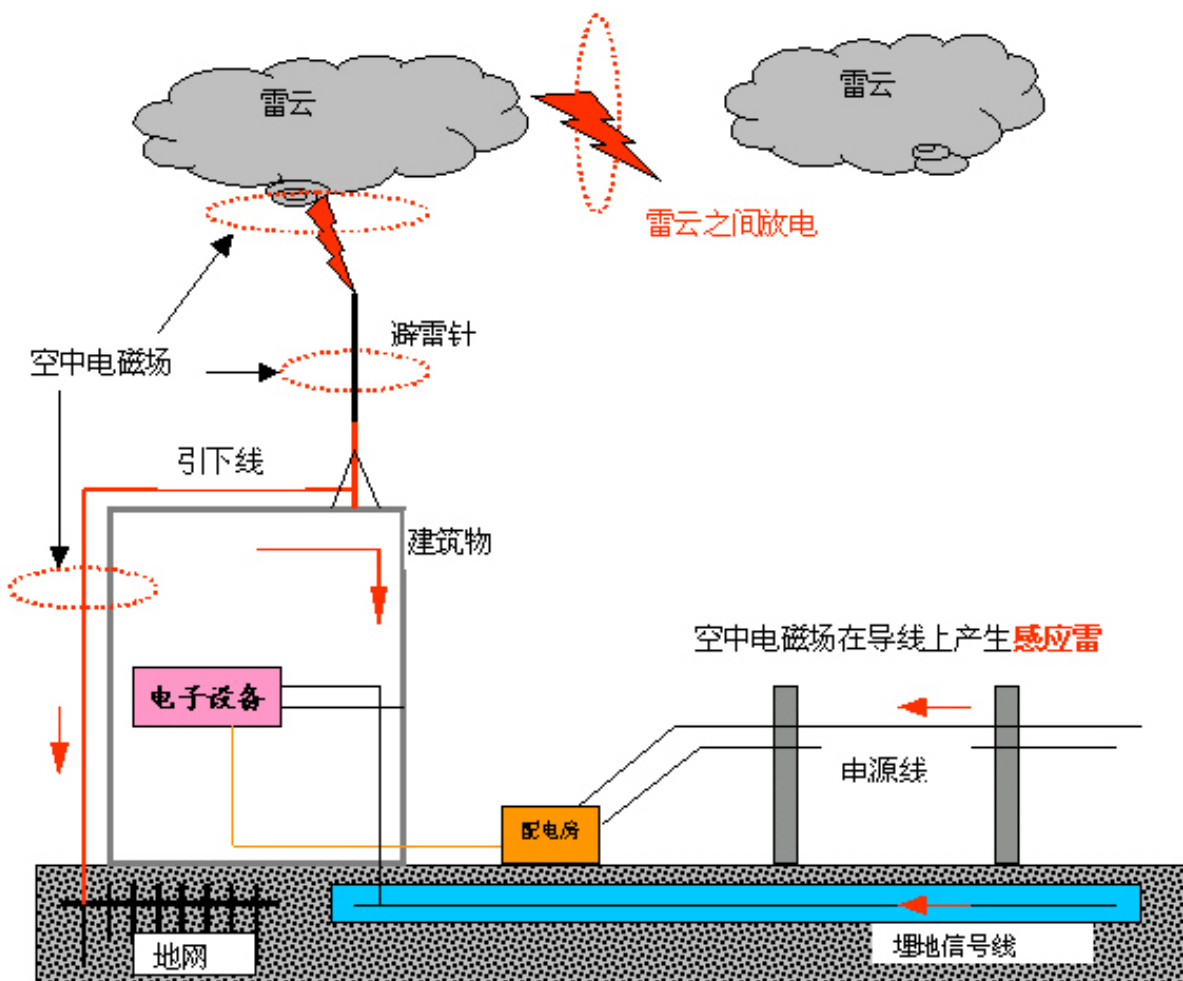 雷云
雷云
雷云之间放电
避雷针
空中电磁场
引下线
建筑物
空中电磁场在导线上产生感应雷
电子设备
电源线
配电房
地网
埋地信号线